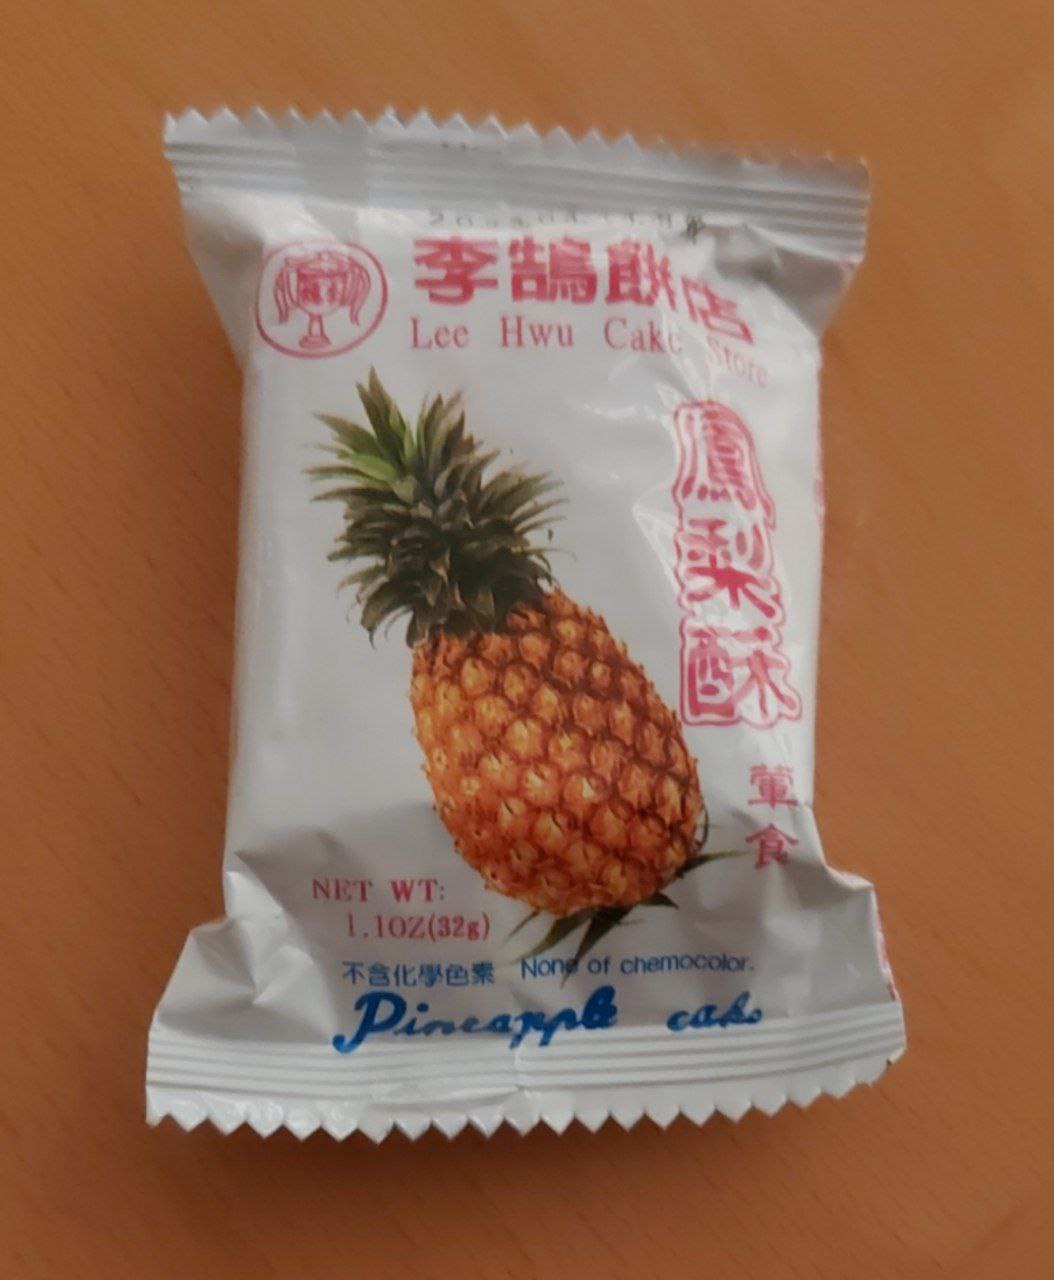 李鵠餅店
Lee Hwu Cake Store
鳳梨酥
葷食
NET WT:
1.1OZ(32g)
不含化學色素 None of chemocolor.
Pineapple cake